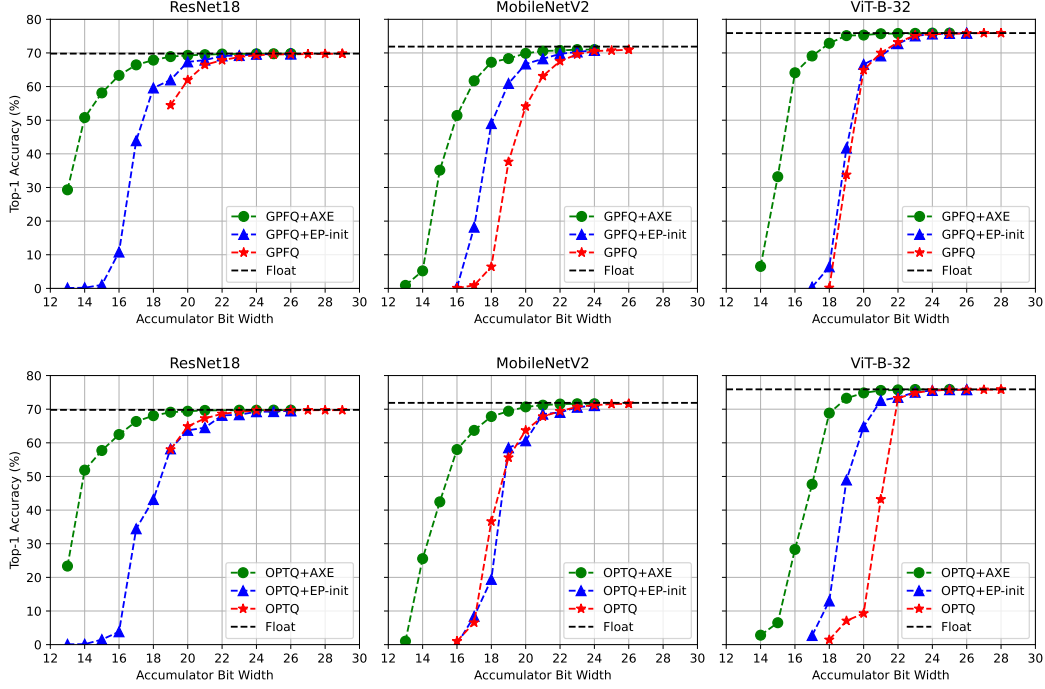 ResNet18 MobileNetV2 ViT-B-32
Top-1 Accuracy (%)
80
70
60
50
40
30
20
10
0
GPFQ+AXE
GPFQ+EP-init
GPFQ
Float
GPFQ+AXE
GPFQ+EP-init
GPFQ
Float
GPFQ+AXE
GPFQ+EP-init
GPFQ
Float
12 14 16 18 20 22 24 26 28 30 12 14 16 18 20 22 24 26 28 30 12 14 16 18 20 22 24 26 28 30
Accumulator Bit Width Accumulator Bit Width Accumulator Bit Width
ResNet18 MobileNetV2 ViT-B-32
Top-1 Accuracy (%)
80
70
60
50
40
30
20
10
0
OPTQ+AXE
OPTQ+EP-init
OPTQ
Float
OPTQ+AXE
OPTQ+EP-init
OPTQ
Float
OPTQ+AXE
OPTQ+EP-init
OPTQ
Float
12 14 16 18 20 22 24 26 28 30 12 14 16 18 20 22 24 26 28 30 12 14 16 18 20 22 24 26 28 30
Accumulator Bit Width Accumulator Bit Width Accumulator Bit Width